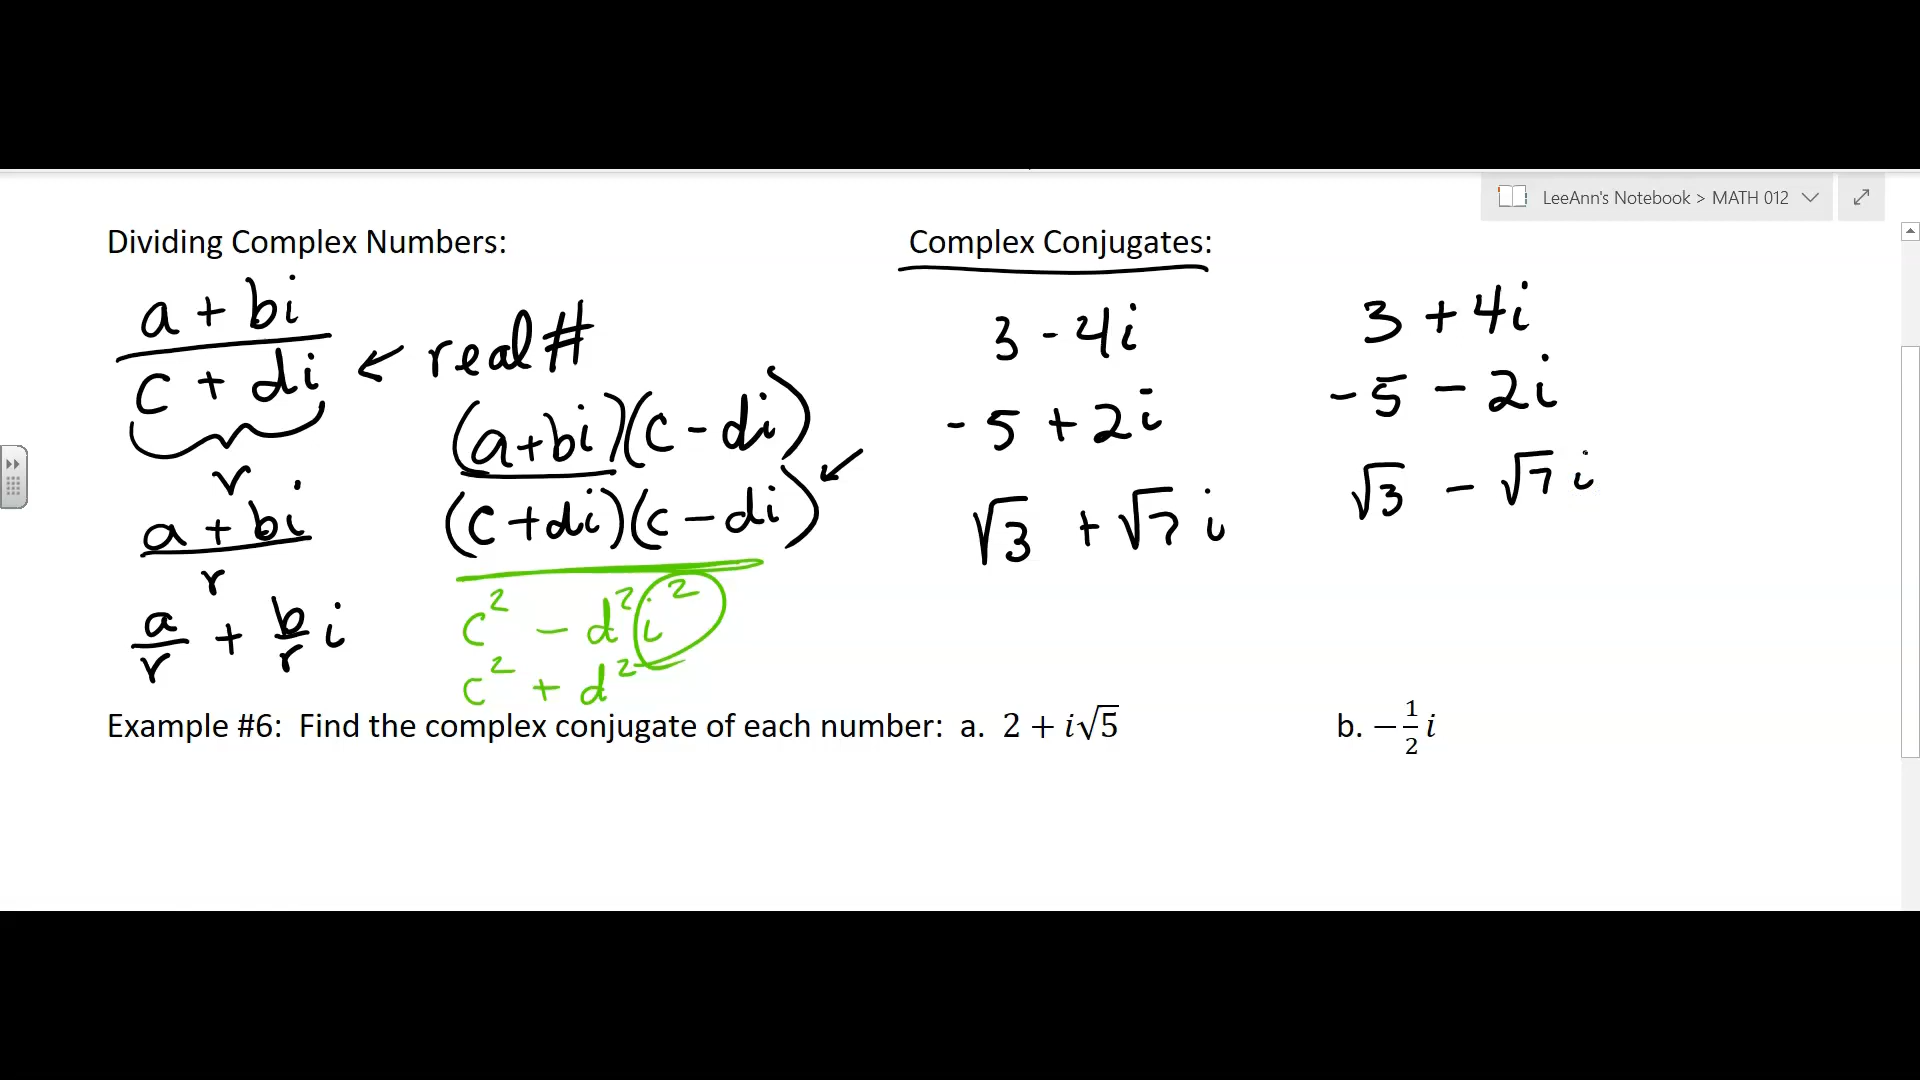 LeeAnn's Notebook > MATH 012
Dividing Complex Numbers:
a + bi
c + di ← real #
r
a + bi
r
a/r + b/r i
(a+bi)(c - di)
(c+di)(c - di)
c² - d²i²
c² + d²
Complex Conjugates:
3 - 4i 3 + 4i
-5 + 2i -5 - 2i
√3 + √7 i √3 - √7 i
Example #6: Find the complex conjugate of each number: a. 2 + i√5 b. -1/2 i